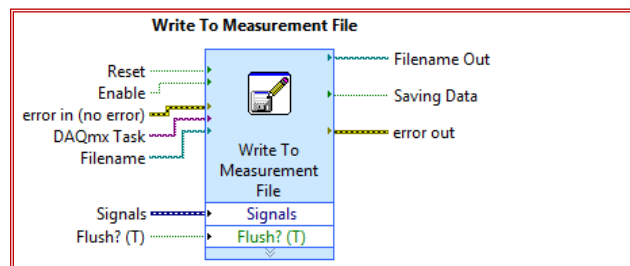 Write To Measurement File
Reset
Enable
error in (no error)
DAQmx Task
Filename
Signals
Flush? (T)
Write To
Measurement
File
Signals
Flush? (T)
Filename Out
Saving Data
error out